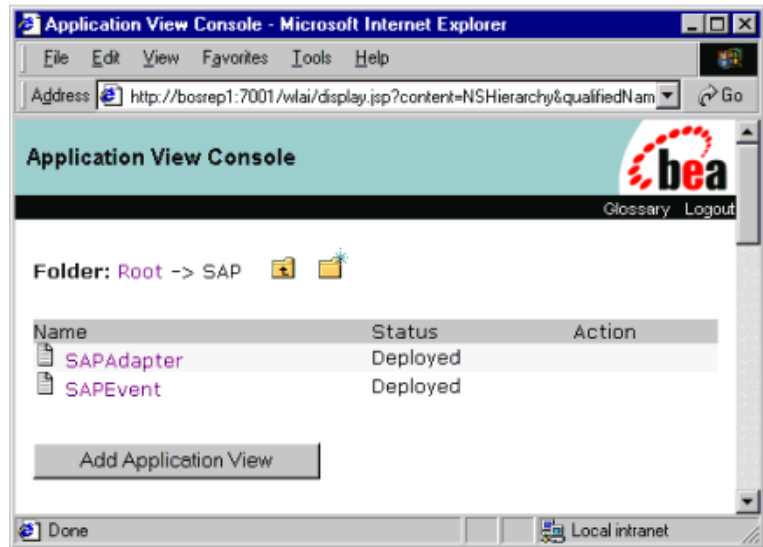 Application View Console - Microsoft Internet Explorer
File Edit View Favorites Tools Help
Address http://bosrep1:7001/wlai/display.jsp?content=NSHierarchy&qualifiedNam Go
Application View Console
bea
Glossary Logout
Folder: Root -> SAP
Name Status Action
SAPAdapter Deployed
SAPEvent Deployed
Add Application View
Done Local intranet